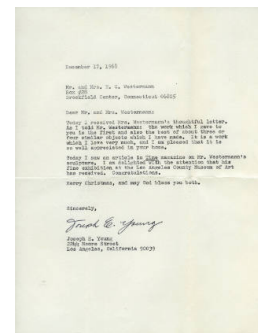 December 17, 1968
Mr. and Mrs. H. C. Westermann
Box
Brookfield Center, Connecticut 06805
Dear Mr. and Mrs. Westermann:
Today I received Mrs. Westermann's thoughtful letter.
As I told Mr. Westermann: the work which I gave to
you is the first and also the best of about three or
four similar objects which I have made. It is a work
which I love very much, and I am pleased that it is
so well appreciated in your home.
Today I saw an article in Time magazine on Mr. Westermann's
sculpture. I am delighted with the attention that his
fine exhibition at the Los Angeles County Museum of Art
has received. Congratulations.
Merry Christmas, and may God bless you both.
Sincerely,
Joseph E. Young
Joseph E. Young
Street
Los Angeles, California 90039